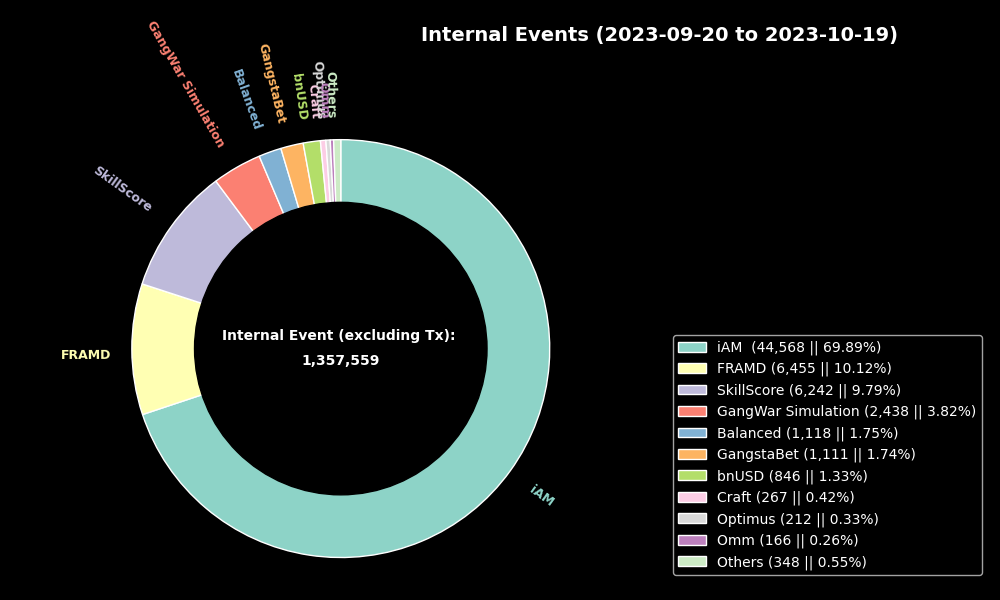 Internal Events (2023-09-20 to 2023-10-19)
GangWar Simulation
Balanced
GangstaBet
bnUSD
Craft
Optimus
Omm
Others
SkillScore
FRAMD
iAM
Internal Event (excluding Tx):
1,357,559
iAM  (44,568 || 69.89%)
FRAMD (6,455 || 10.12%)
SkillScore (6,242 || 9.79%)
GangWar Simulation (2,438 || 3.82%)
Balanced (1,118 || 1.75%)
GangstaBet (1,111 || 1.74%)
bnUSD (846 || 1.33%)
Craft (267 || 0.42%)
Optimus (212 || 0.33%)
Omm (166 || 0.26%)
Others (348 || 0.55%)